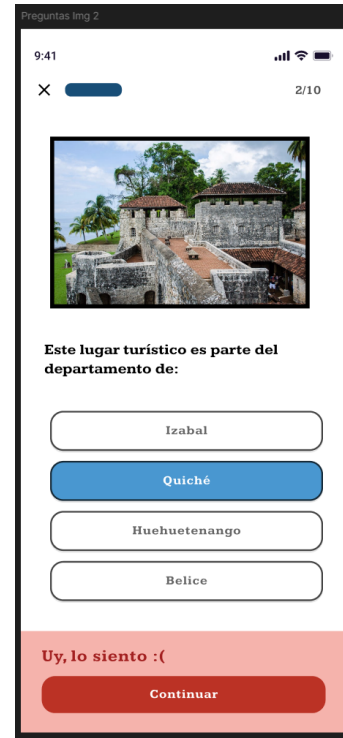 Preguntas Img 2
9:41
2/10
Este lugar turístico es parte del
departamento de:
Izabal
Quiché
Huehuetenango
Belice
Uy, lo siento :(
Continuar